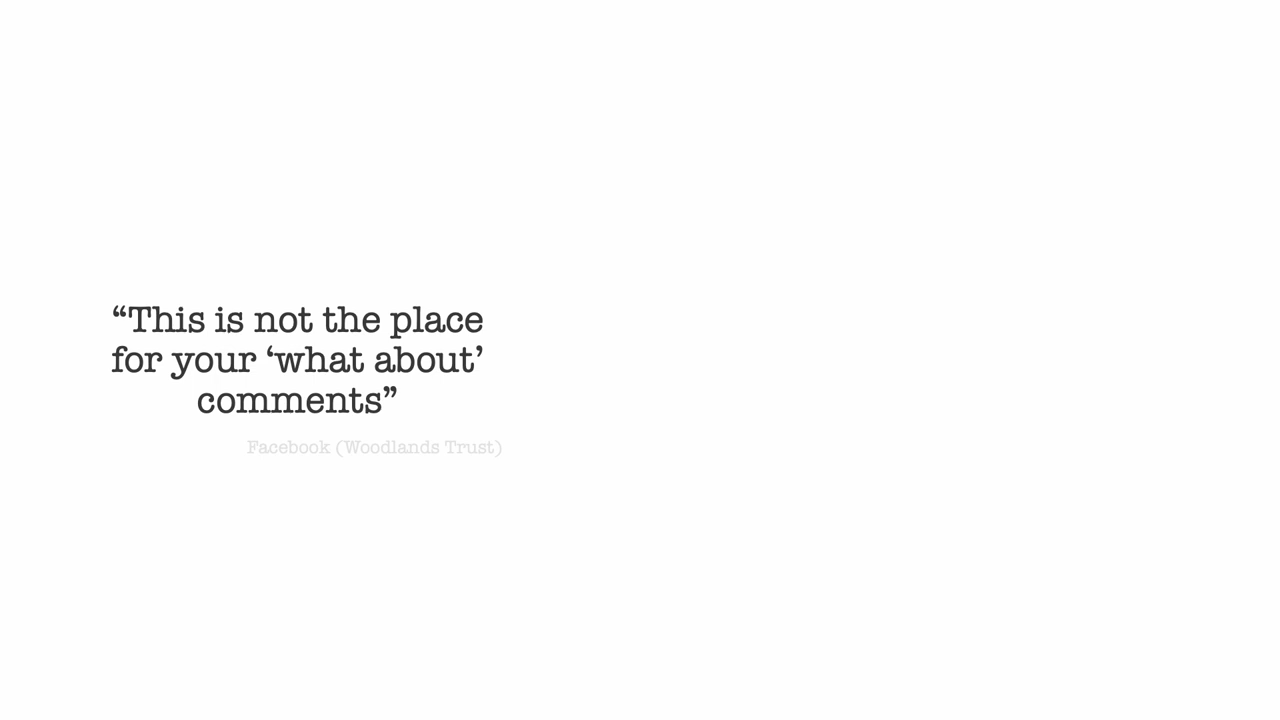 “This is not the place
for your ‘what about’
comments”
Facebook (Woodlands Trust)